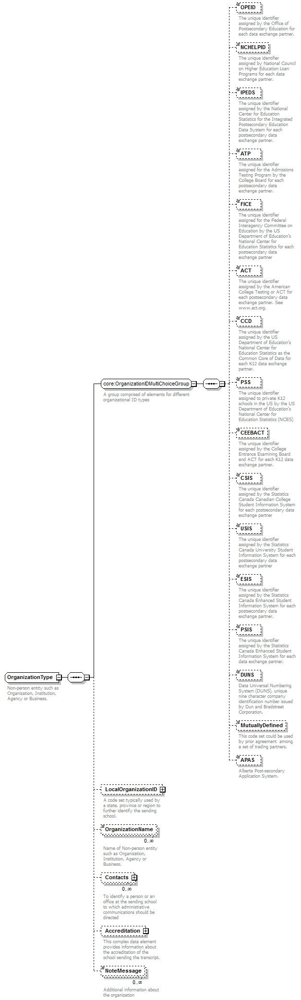 OPEID
The unique identifier
assigned by the Office of
Postsecondary Education for
each data exchange partner.
NCHELPID
The unique identifier
assigned by National Council
on Higher Education Loan
Programs for each data
exchange partner.
IPEDS
The unique identifier
assigned by the National
Center for Education
Statistics for the Integrated
Postsecondary Education
Data System for each
postsecondary data
exchange partner.
ATP
The unique identifier
assigned for the Admissions
Testing Program by the
College Board for each
postsecondary data
exchange partner.
FICE
The unique identifier
assigned for the Federal
Interagency Committee on
Education by the US
Department of Education's
National Center for
Education Statistics for each
postsecondary data
exchange partner
ACT
The unique identifier
assigned by the American
College Testing or ACT for
each postsecondary data
exchange partner. See
www.act.org.
CCD
The unique identifier
assigned by the US
Department of Education's
National Center for
Education Statistics as the
Common Core of Data for
each K12 data exchange
partner.
core:OrganizationIDMultiChoiceGroup
A group comprised of elements for different
organizational ID types
PSS
The unique identifier
assigned to private K12
schools in the US by the US
Department of Education's
National Center for
Education Statistics (NCES)
CEEBACT
The unique identifier
assigned by the College
Entrance Examining Board
and ACT for each K12 data
exchange partner.
CSIS
The unique identifier
assigned by the Statistics
Canada Canadian College
Student Information System
for each postsecondary data
exchange partner
USIS
The unique identifier
assigned by the Statistics
Canada University Student
Information System for each
postsecondary data
exchange partner
ESIS
The unique identifier
assigned by the Statistics
Canada Enhanced Student
Information System for each
postsecondary data
exchange partner.
PSIS
The unique identifier
assigned by the Statistics
Canada Enhanced Student
Information System for each
data exchange partner.
OrganizationType
Non-person entity such as
Organization, Institution,
Agency or Business.
DUNS
Data Universal Numbering
System (DUNS), unique
nine character company
identification number issued
by Dun and Bradstreet
Corporation.
MutuallyDefined
This code set could be used
by prior agreement  among
a set of trading partners.
APAS
Alberta Post-secondary
Application System.
LocalOrganizationID
A code set typically used by
a state, province or region to
further identify the sending
school.
OrganizationName
0..∞
Name of Non-person entity
such as Organization,
Institution, Agency or
Business.
Contacts
0..∞
To identify a person or an
office at the sending school
to which administrative
communications should be
directed
Accreditation
This complex data element
provides information about
the accreditation of the
school sending the transcript.
NoteMessage
0..∞
Additional information about
the organization